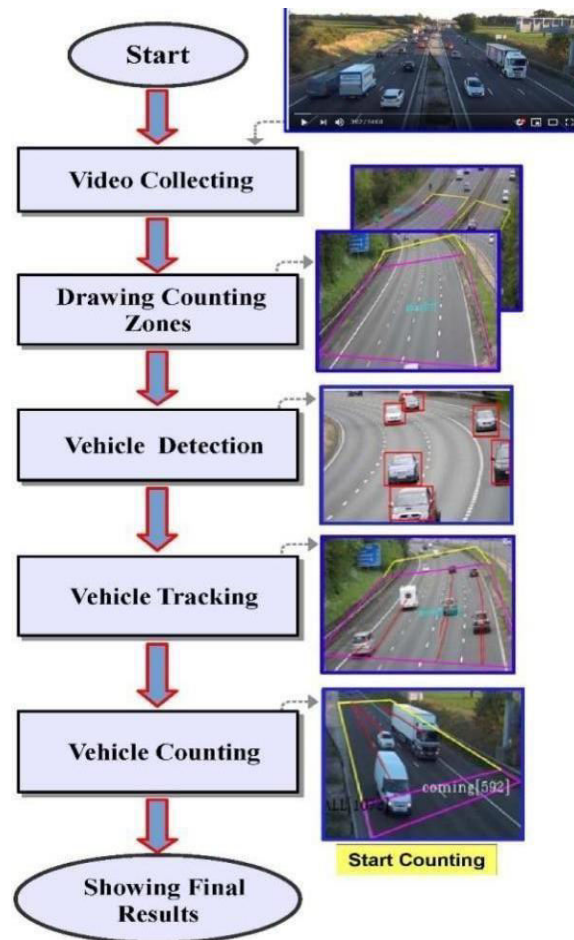 Start
Video Collecting
Drawing Counting
Zones
Vehicle Detection
Vehicle Tracking
Vehicle Counting
coming[592]
Start Counting
Showing Final
Results